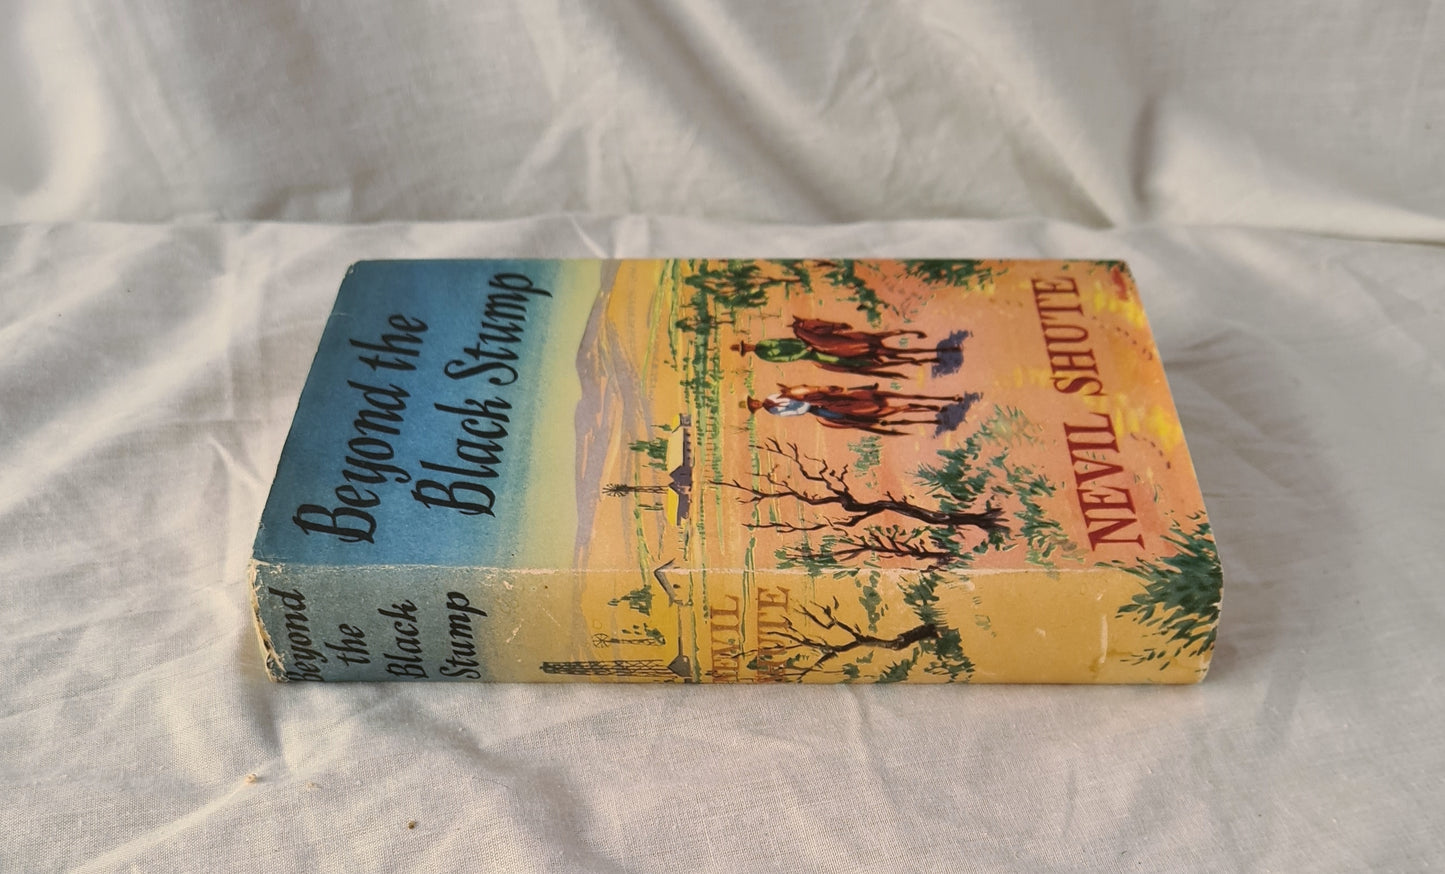 Beyond the
Black Stump
NEVIL SHUTE
Beyond
the
Black
Stump
NEVIL
SHUTE